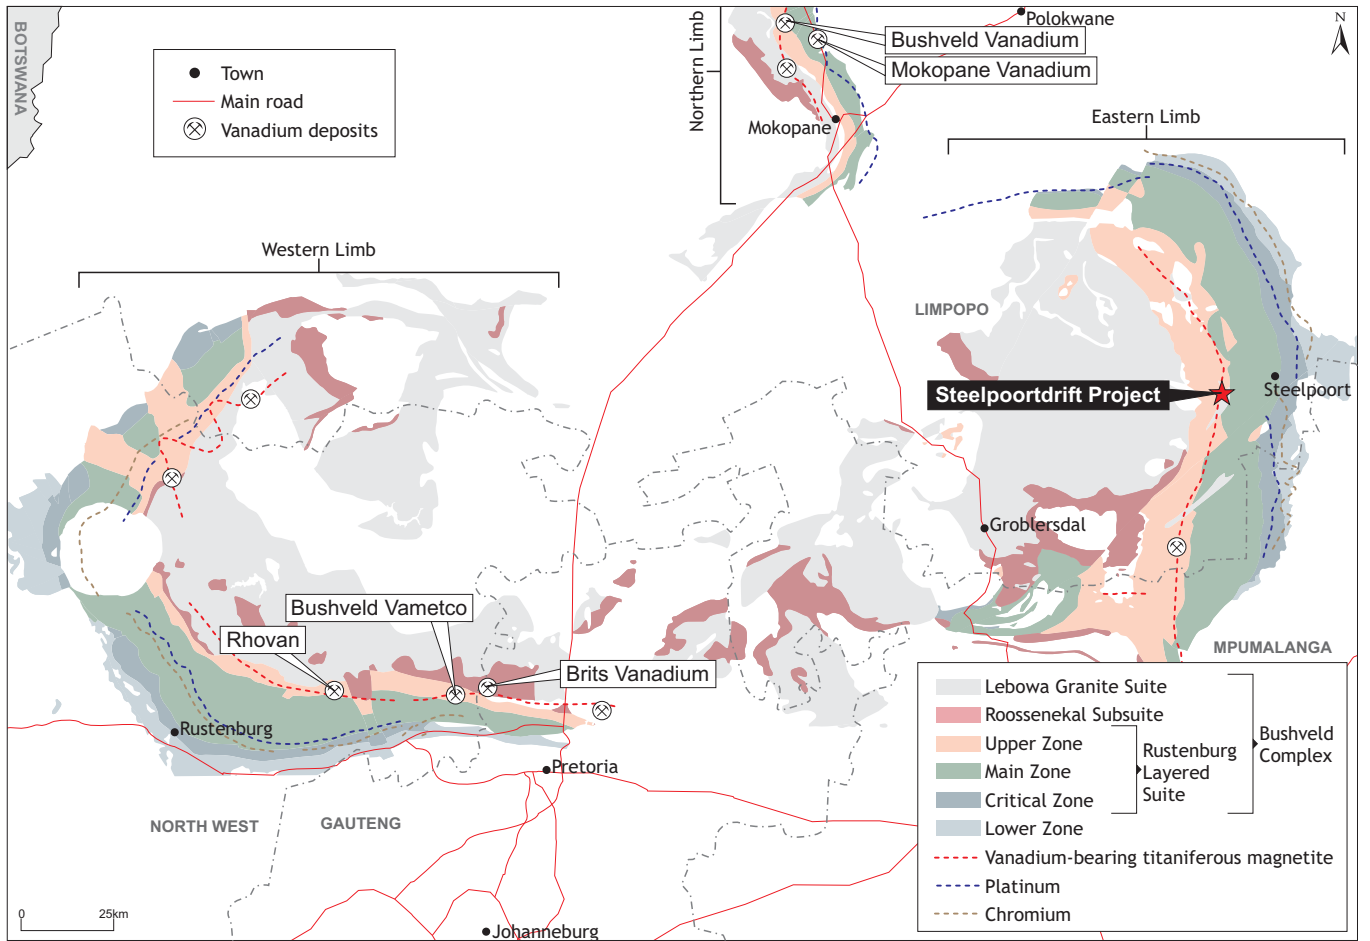 BOTSWANA
Town
Main road
Vanadium deposits
Northern Limb
Polokwane
Bushveld Vanadium
Mokopane Vanadium
Mokopane
N
Eastern Limb
Western Limb
LIMPOPO
Steelpoortdrift Project
Steelpoort
Groblersdal
Bushveld Vametco
Rhovan
Brits Vanadium
Rustenburg
Pretoria
MPUMALANGA
NORTH WEST
GAUTENG
Johanneburg
0 25km
Lebowa Granite Suite
Roossenekal Subsuite
Upper Zone
Main Zone
Critical Zone
Lower Zone
Rustenburg
Layered
Suite
Bushveld
Complex
Vanadium-bearing titaniferous magnetite
Platinum
Chromium